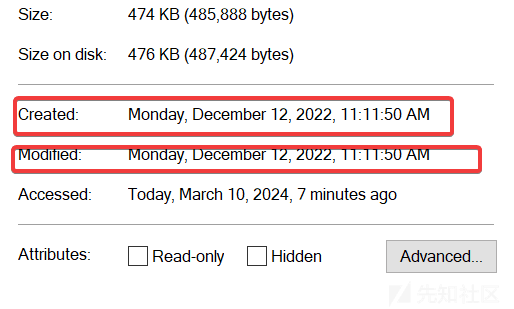 Size: 474 KB (485,888 bytes)
Size on disk: 476 KB (487,424 bytes)
Created: Monday, December 12, 2022, 11:11:50 AM
Modified: Monday, December 12, 2022, 11:11:50 AM
Accessed: Today, March 10, 2024, 7 minutes ago
Attributes: Read-only Hidden Advanced...
先知社区